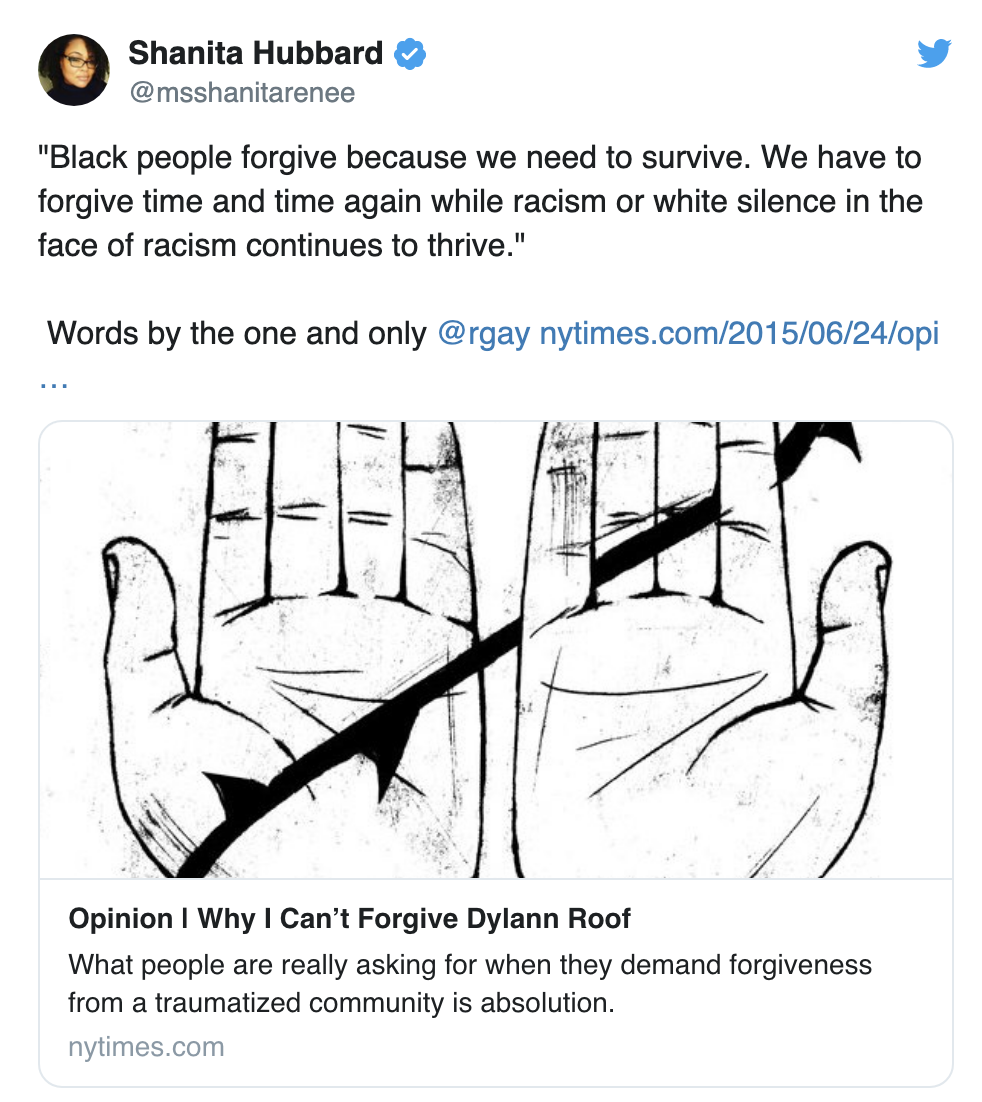 Shanita Hubbard
@msshanitarenee
"Black people forgive because we need to survive. We have to
forgive time and time again while racism or white silence in the
face of racism continues to thrive."
Words by the one and only @rgay nytimes.com/2015/06/24/opi
…
Opinion | Why I Can’t Forgive Dylann Roof
What people are really asking for when they demand forgiveness
from a traumatized community is absolution.
nytimes.com